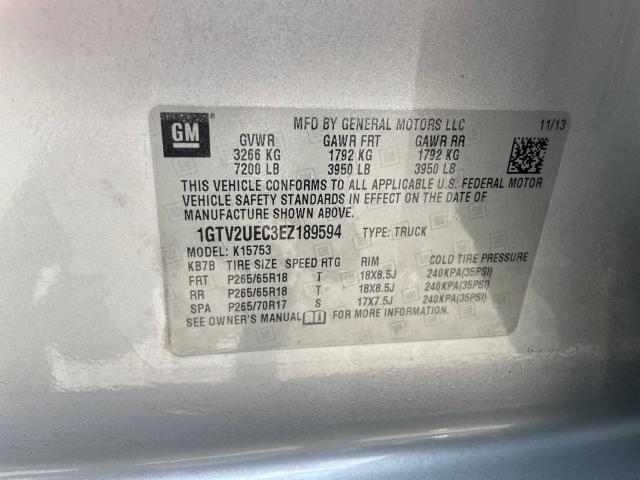 GM ®
MFD BY GENERAL MOTORS LLC 11/13
GVWR GAWR FRT GAWR RR
3266 KG 1792 KG 1792 KG
7200 LB 3950 LB 3950 LB
THIS VEHICLE CONFORMS TO ALL APPLICABLE U.S. FEDERAL MOTOR
VEHICLE SAFETY STANDARDS IN EFFECT ON THE DATE OF
MANUFACTURE SHOWN ABOVE.
1GTV2UEC3EZ189594 TYPE: TRUCK
MODEL: K15753
KB7B TIRE SIZE SPEED RTG RIM COLD TIRE PRESSURE
FRT P265/65R18 T 18X8.5J 240KPA(35PSI)
RR P265/65R18 T 18X8.5J 240KPA(35PSI)
SPA P265/70R17 S 17X7.5J 240KPA(35PSI)
SEE OWNER'S MANUAL FOR MORE INFORMATION.